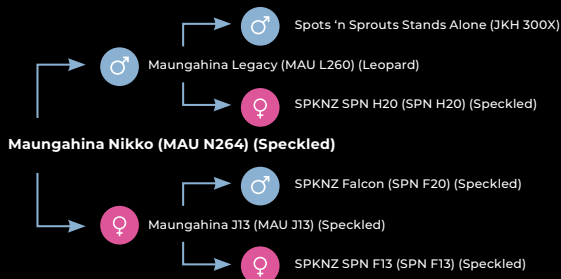 Spots ‘n Sprouts Stands Alone (JKH 300X)
Maungahina Legacy (MAU L260) (Leopard)
SPKNZ SPN H20 (SPN H20) (Speckled)
Maungahina Nikko (MAU N264) (Speckled)
SPKNZ Falcon (SPN F20) (Speckled)
Maungahina J13 (MAU J13) (Speckled)
SPKNZ SPN F13 (SPN F13) (Speckled)